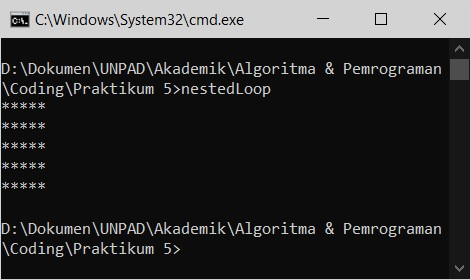 C:\Windows\System32\cmd.exe
D:\Dokumen\UNPAD\Akademik\Algoritma & Pemrograman
\Coding\Praktikum 5>nestedLoop
*****
*****
*****
*****
*****
D:\Dokumen\UNPAD\Akademik\Algoritma & Pemrograman
\Coding\Praktikum 5>